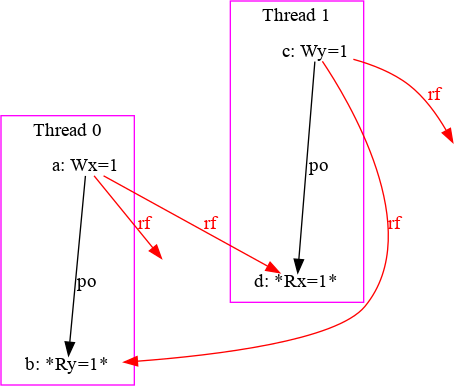 Thread 1
c: Wy=1
rf
Thread 0
a: Wx=1
po
rf
rf
rf
po
d: *Rx=1*
b: *Ry=1*